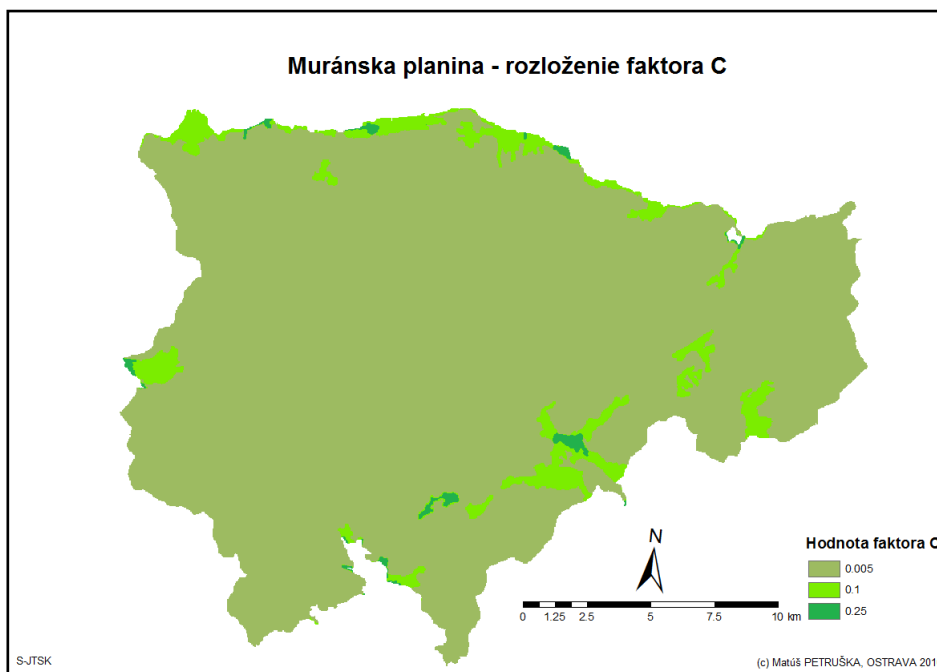 Muránska planina - rozloženie faktora C
N
Hodnota faktora C
0.005
0.1
0.25
0 1.25 2.5 5 7.5 10 km
S-JTSK
(c) Matúš PETRUŠKA, OSTRAVA 201